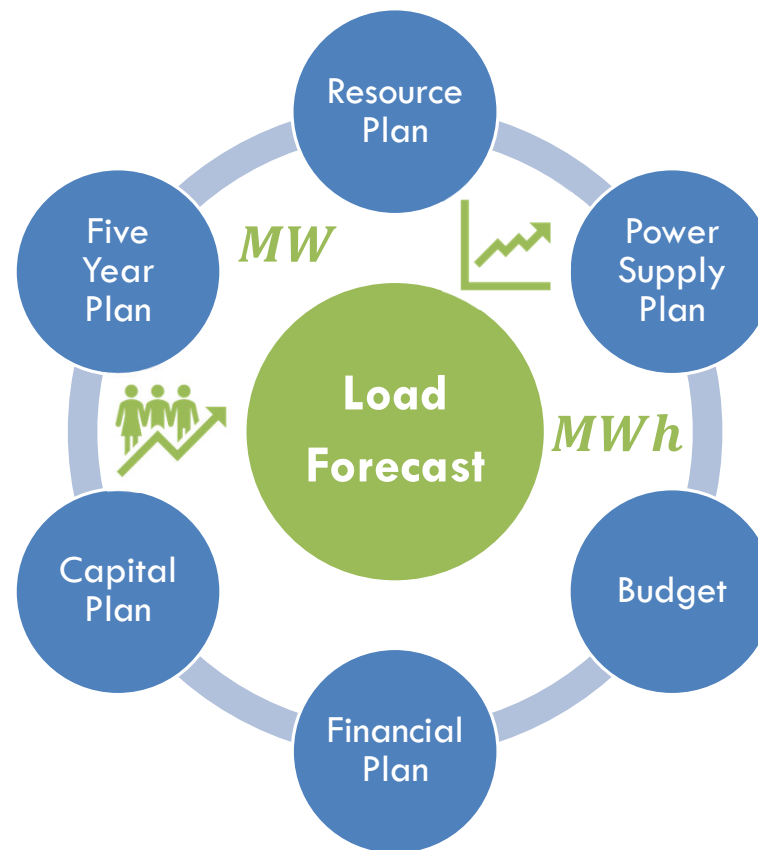 Resource
Plan
Five
Year
Plan
MW
Power
Supply
Plan
Load
Forecast
MWh
Capital
Plan
Budget
Financial
Plan